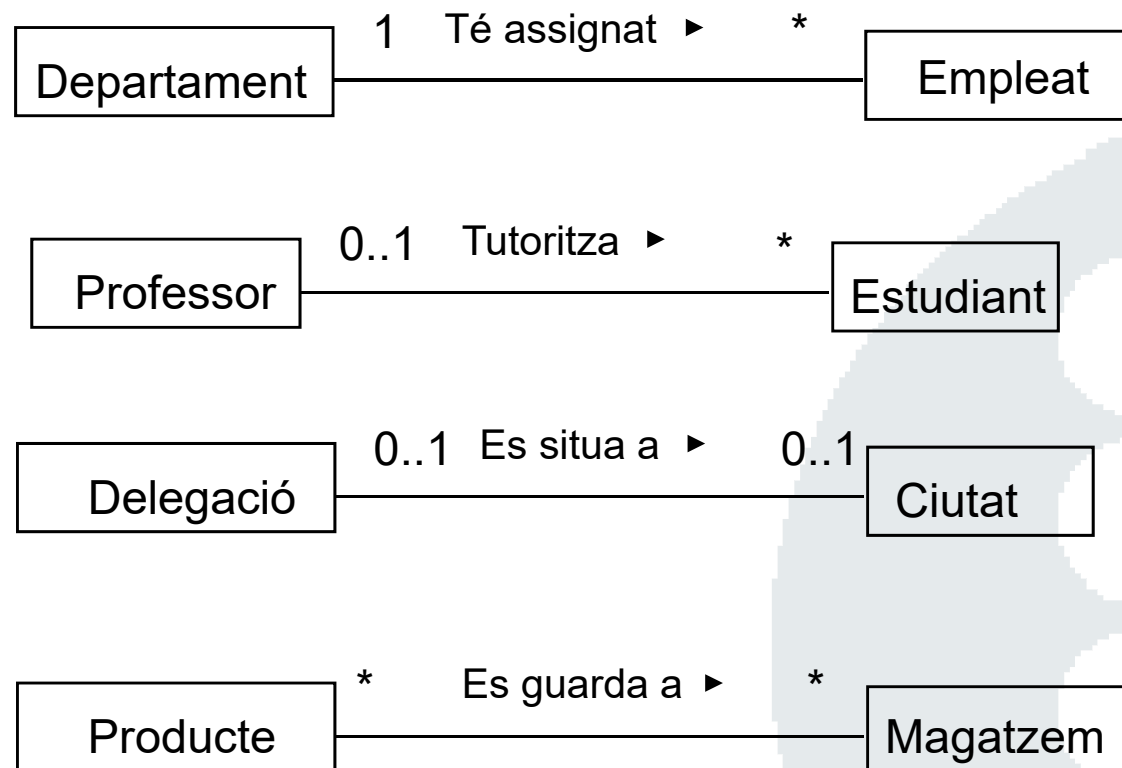 1 Té assignat ► *
Departament Empleat
0..1 Tutoritza ► *
Professor Estudiant
0..1 Es situa a ► 0..1
Delegació Ciutat
* Es guarda a ► *
Producte Magatzem